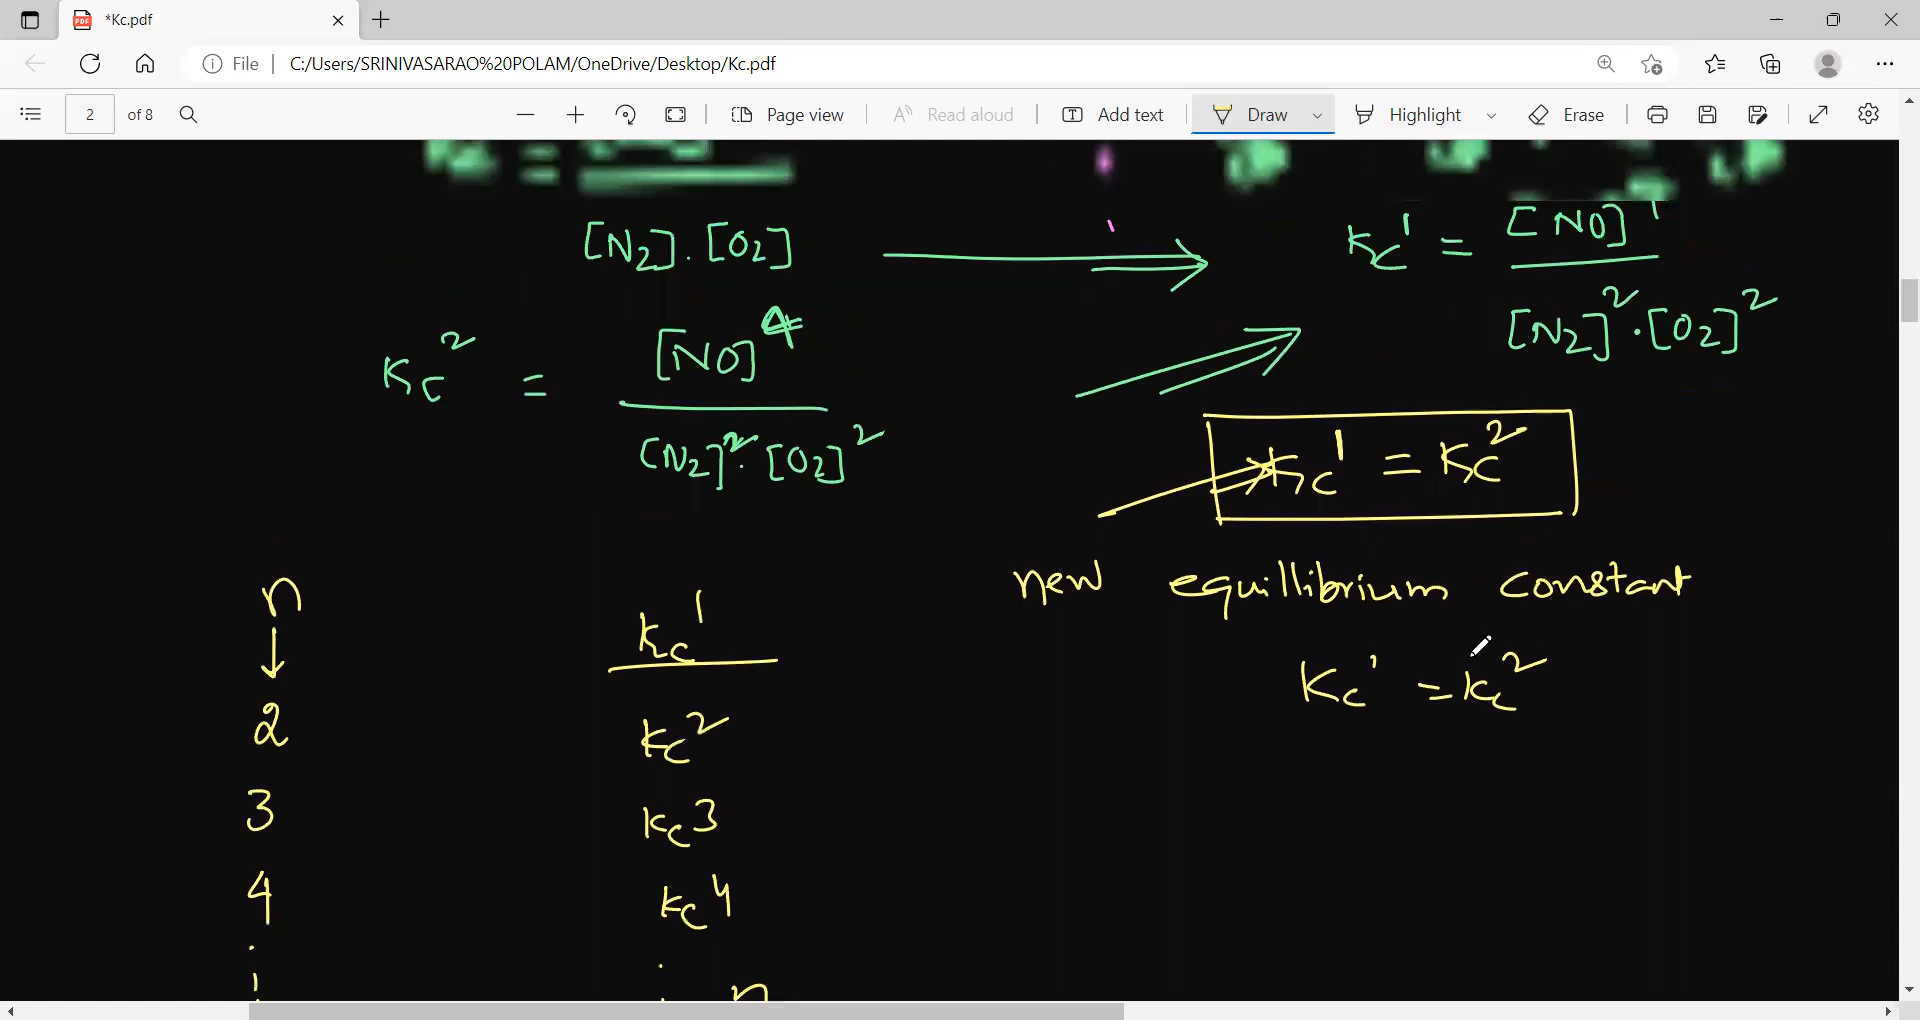 *Kc.pdf
File C:/Users/SRINIVASARAO%20POLAM/OneDrive/Desktop/Kc.pdf
2 of 8 Page view Read aloud Add text Draw Highlight Erase
[N2].[O2]
Kc' = [NO]
[N2]²·[O2]²
Kc² = [NO]⁴
[N2]²·[O2]²
Kc' = Kc²
new equillibrium constant
n Kc'
Kc' = Kc²
2 Kc²
3 Kc3
4 Kc4
n